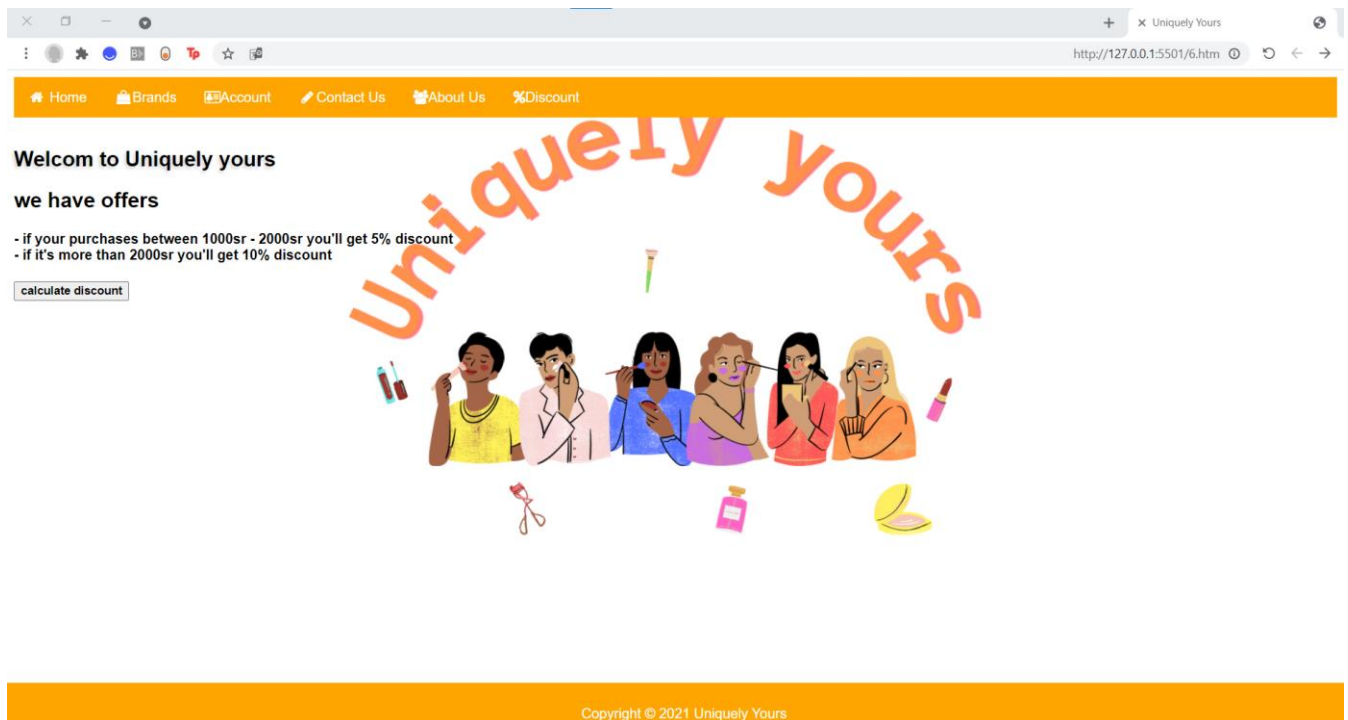 Uniquely Yours
http://127.0.0.1:5501/6.htm
Home Brands Account Contact Us About Us %Discount
Uniquely yours
Welcom to Uniquely yours
we have offers
- if your purchases between 1000sr - 2000sr you'll get 5% discount
- if it's more than 2000sr you'll get 10% discount
calculate discount
Copyright © 2021 Uniquely Yours